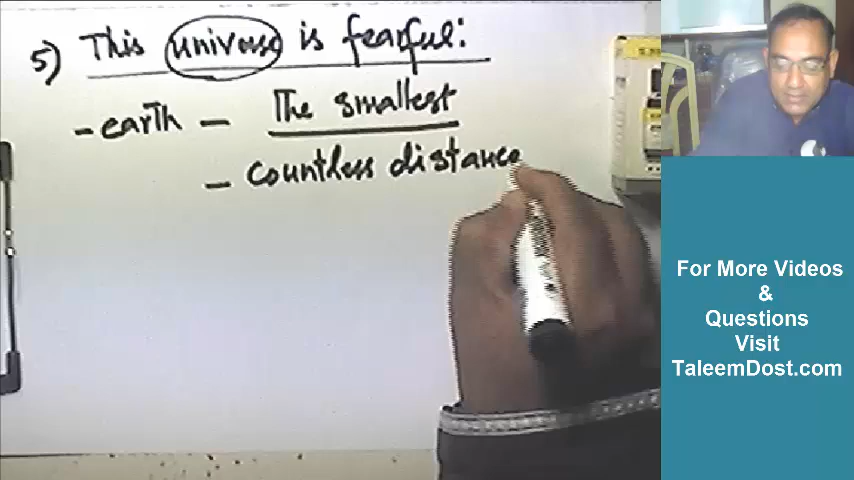 5) This universe is fearful:
- earth - The smallest
- countless distance
For More Videos
&
Questions
Visit
TaleemDost.com